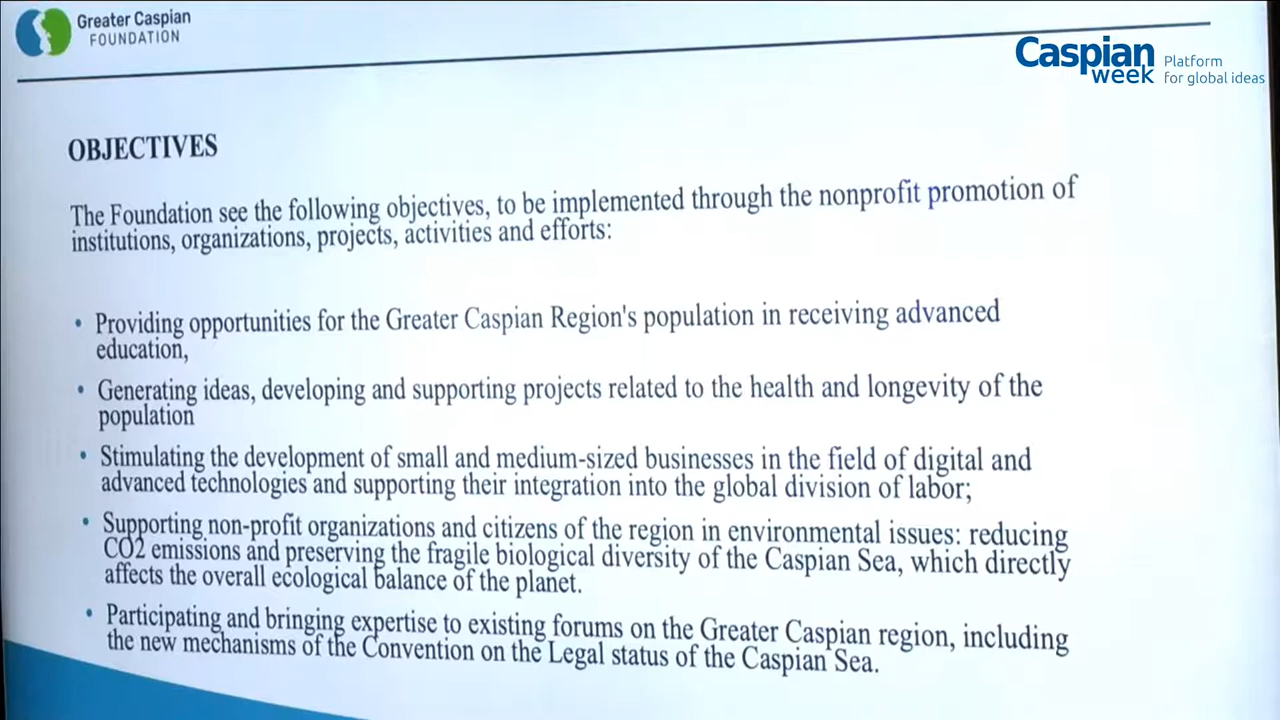 Greater Caspian
FOUNDATION
Caspian
week
Platform
for global ideas
OBJECTIVES
The Foundation see the following objectives, to be implemented through the nonprofit promotion of
institutions, organizations, projects, activities and efforts:
• Providing opportunities for the Greater Caspian Region's population in receiving advanced
education,
• Generating ideas, developing and supporting projects related to the health and longevity of the
population
• Stimulating the development of small and medium-sized businesses in the field of digital and
advanced technologies and supporting their integration into the global division of labor;
• Supporting non-profit organizations and citizens of the region in environmental issues: reducing
CO2 emissions and preserving the fragile biological diversity of the Caspian Sea, which directly
affects the overall ecological balance of the planet.
• Participating and bringing expertise to existing forums on the Greater Caspian region, including
the new mechanisms of the Convention on the Legal status of the Caspian Sea.